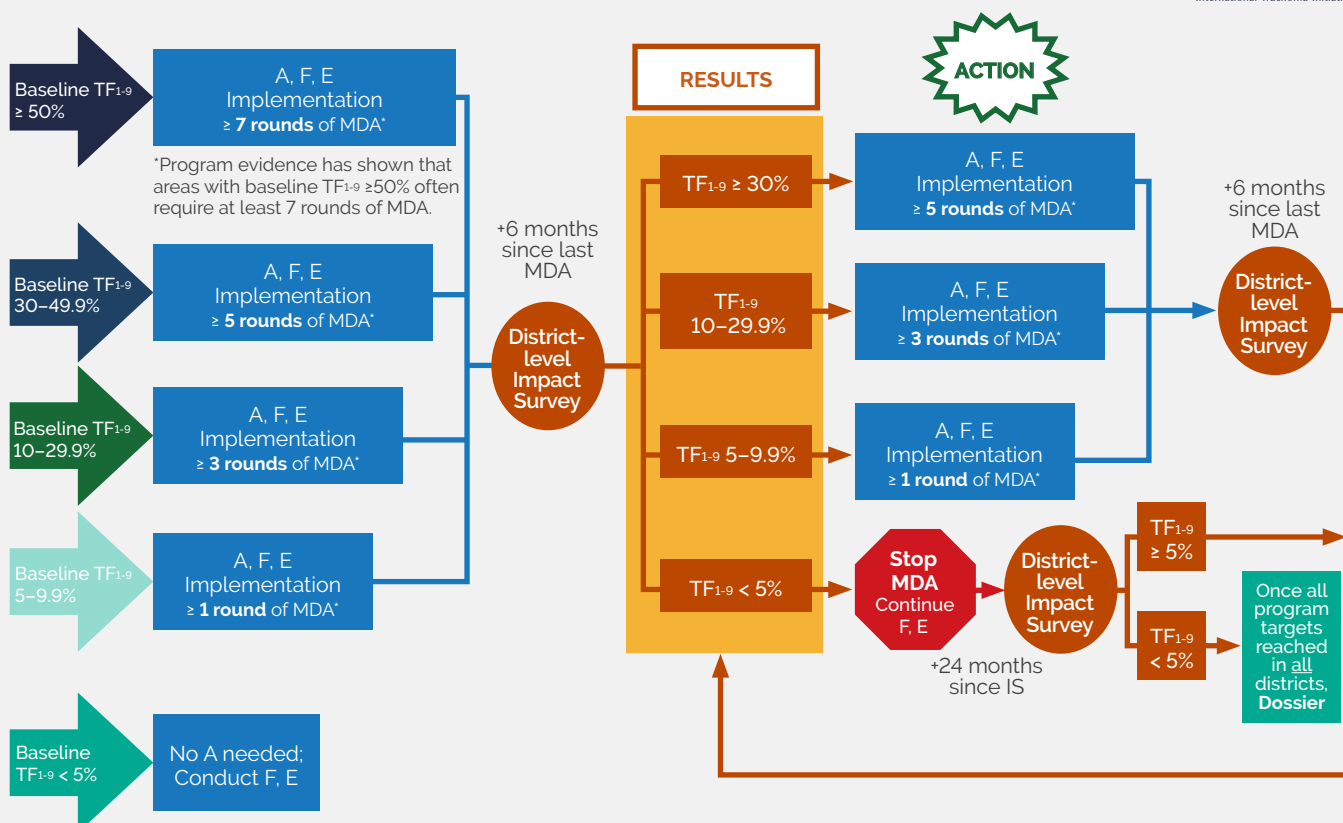 Baseline TF1-9
≥ 50%
A, F, E
Implementation
≥ 7 rounds of MDA*
*Program evidence has shown that
areas with baseline TF1-9 ≥50% often
require at least 7 rounds of MDA.
Baseline TF1-9
30–49.9%
A, F, E
Implementation
≥ 5 rounds of MDA*
Baseline TF1-9
10–29.9%
A, F, E
Implementation
≥ 3 rounds of MDA*
Baseline TF1-9
5–9.9%
A, F, E
Implementation
≥ 1 round of MDA*
Baseline
TF1-9 < 5%
No A needed;
Conduct F, E
+6 months
since last
MDA
District-
level
Impact
Survey
RESULTS
TF1-9 ≥ 30%
TF1-9
10–29.9%
TF1-9 5–9.9%
TF1-9 < 5%
ACTION
A, F, E
Implementation
≥ 5 rounds of MDA*
A, F, E
Implementation
≥ 3 rounds of MDA*
A, F, E
Implementation
≥ 1 round of MDA*
Stop
MDA
Continue
F, E
+24 months
since IS
District-
level
Impact
Survey
TF1-9
≥ 5%
TF1-9
< 5%
Once all
program
targets
reached
in all
districts,
Dossier
+6 months
since last
MDA
District-
level
Impact
Survey